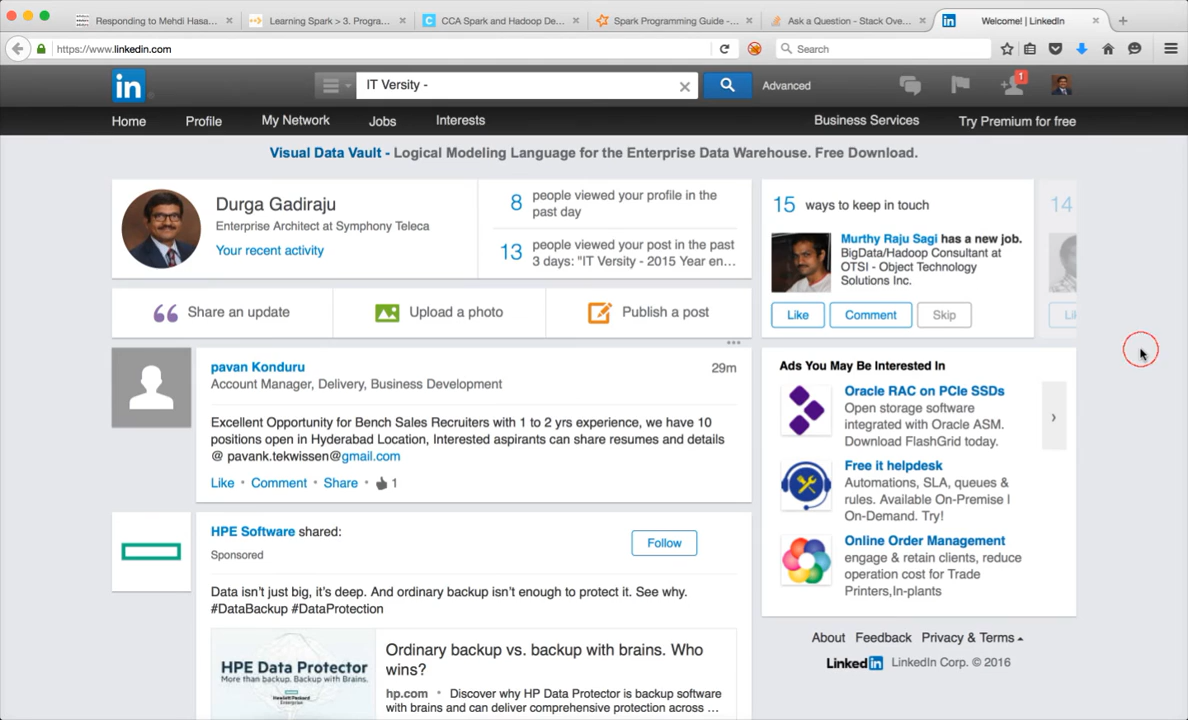 Responding to Mehdi Hasa...
Learning Spark > 3. Progra...
CCA Spark and Hadoop De...
Spark Programming Guide -...
Ask a Question - Stack Ove...
Welcome! | LinkedIn
https://www.linkedin.com
Search
in
IT Versity -
Advanced
1
Home
Profile
My Network
Jobs
Interests
Business Services
Try Premium for free
Visual Data Vault - Logical Modeling Language for the Enterprise Data Warehouse. Free Download.
Durga Gadiraju
Enterprise Architect at Symphony Teleca
Your recent activity
8 people viewed your profile in the
past day
13 people viewed your post in the past
3 days: "IT Versity - 2015 Year en...
15 ways to keep in touch
14
Murthy Raju Sagi has a new job.
BigData/Hadoop Consultant at
OTSI - Object Technology
Solutions Inc.
Like
Comment
Skip
Li
Share an update
Upload a photo
Publish a post
pavan Konduru
29m
Account Manager, Delivery, Business Development
Excellent Opportunity for Bench Sales Recruiters with 1 to 2 yrs experience, we have 10
positions open in Hyderabad Location, Interested aspirants can share resumes and details
@ pavank.tekwissen@gmail.com
Like • Comment • Share • 1
Ads You May Be Interested In
Oracle RAC on PCIe SSDs
Open storage software
integrated with Oracle ASM.
Download FlashGrid today.
Free it helpdesk
Automations, SLA, queues &
rules. Available On-Premise |
On-Demand. Try!
Online Order Management
engage & retain clients, reduce
operation cost for Trade
Printers,In-plants
HPE Software shared:
Sponsored
Follow
Data isn't just big, it's deep. And ordinary backup isn't enough to protect it. See why.
#DataBackup #DataProtection
HPE Data Protector
More than backup. Backup with Brains.
Hewlett Packard
Enterprise
Ordinary backup vs. backup with brains. Who
wins?
hp.com • Discover why HP Data Protector is backup software
with brains and can deliver comprehensive protection across ...
About Feedback Privacy & Terms
Linked in LinkedIn Corp. © 2016